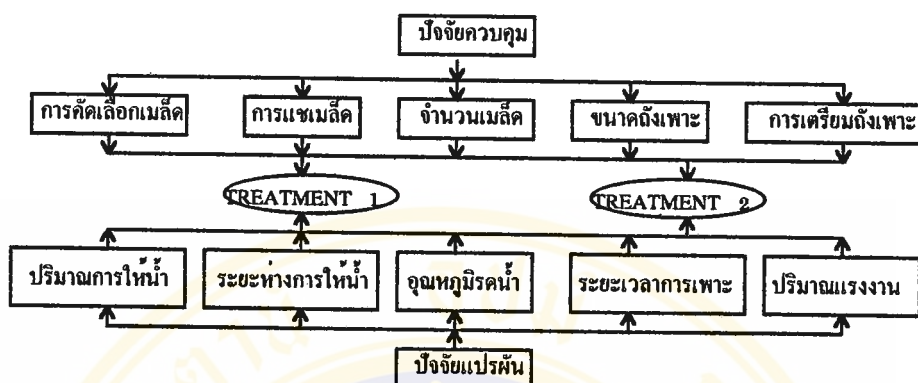 ปัจจัยควบคุม
การคัดเลือกเมล็ด การแชเมล็ด จำนวนเมล็ด ขนาดถังเพาะ การเตรียมถังเพาะ
TREATMENT 1 TREATMENT 2
ปริมาณการให้น้ำ ระยะห่างการให้น้ำ อุณหภูมิรดน้ำ ระยะเวลาการเพาะ ปริมาณแรงงาน
ปัจจัยแปรผัน